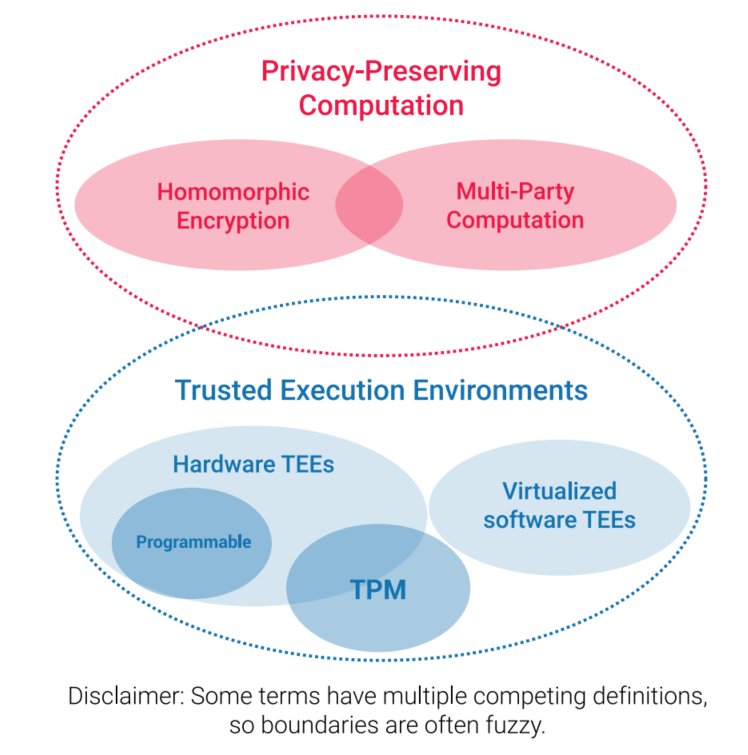 Privacy-Preserving
Computation
Homomorphic
Encryption
Multi-Party
Computation
Trusted Execution Environments
Hardware TEEs
Programmable
TPM
Virtualized
software TEEs
Disclaimer: Some terms have multiple competing definitions,
so boundaries are often fuzzy.